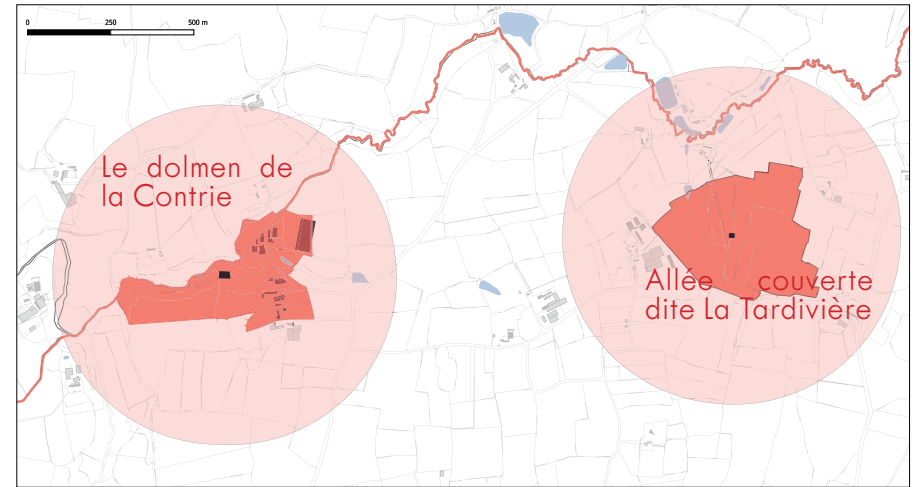 0 250 500 m
Le dolmen de
la Contrie
Allée couverte
dite La Tardivière